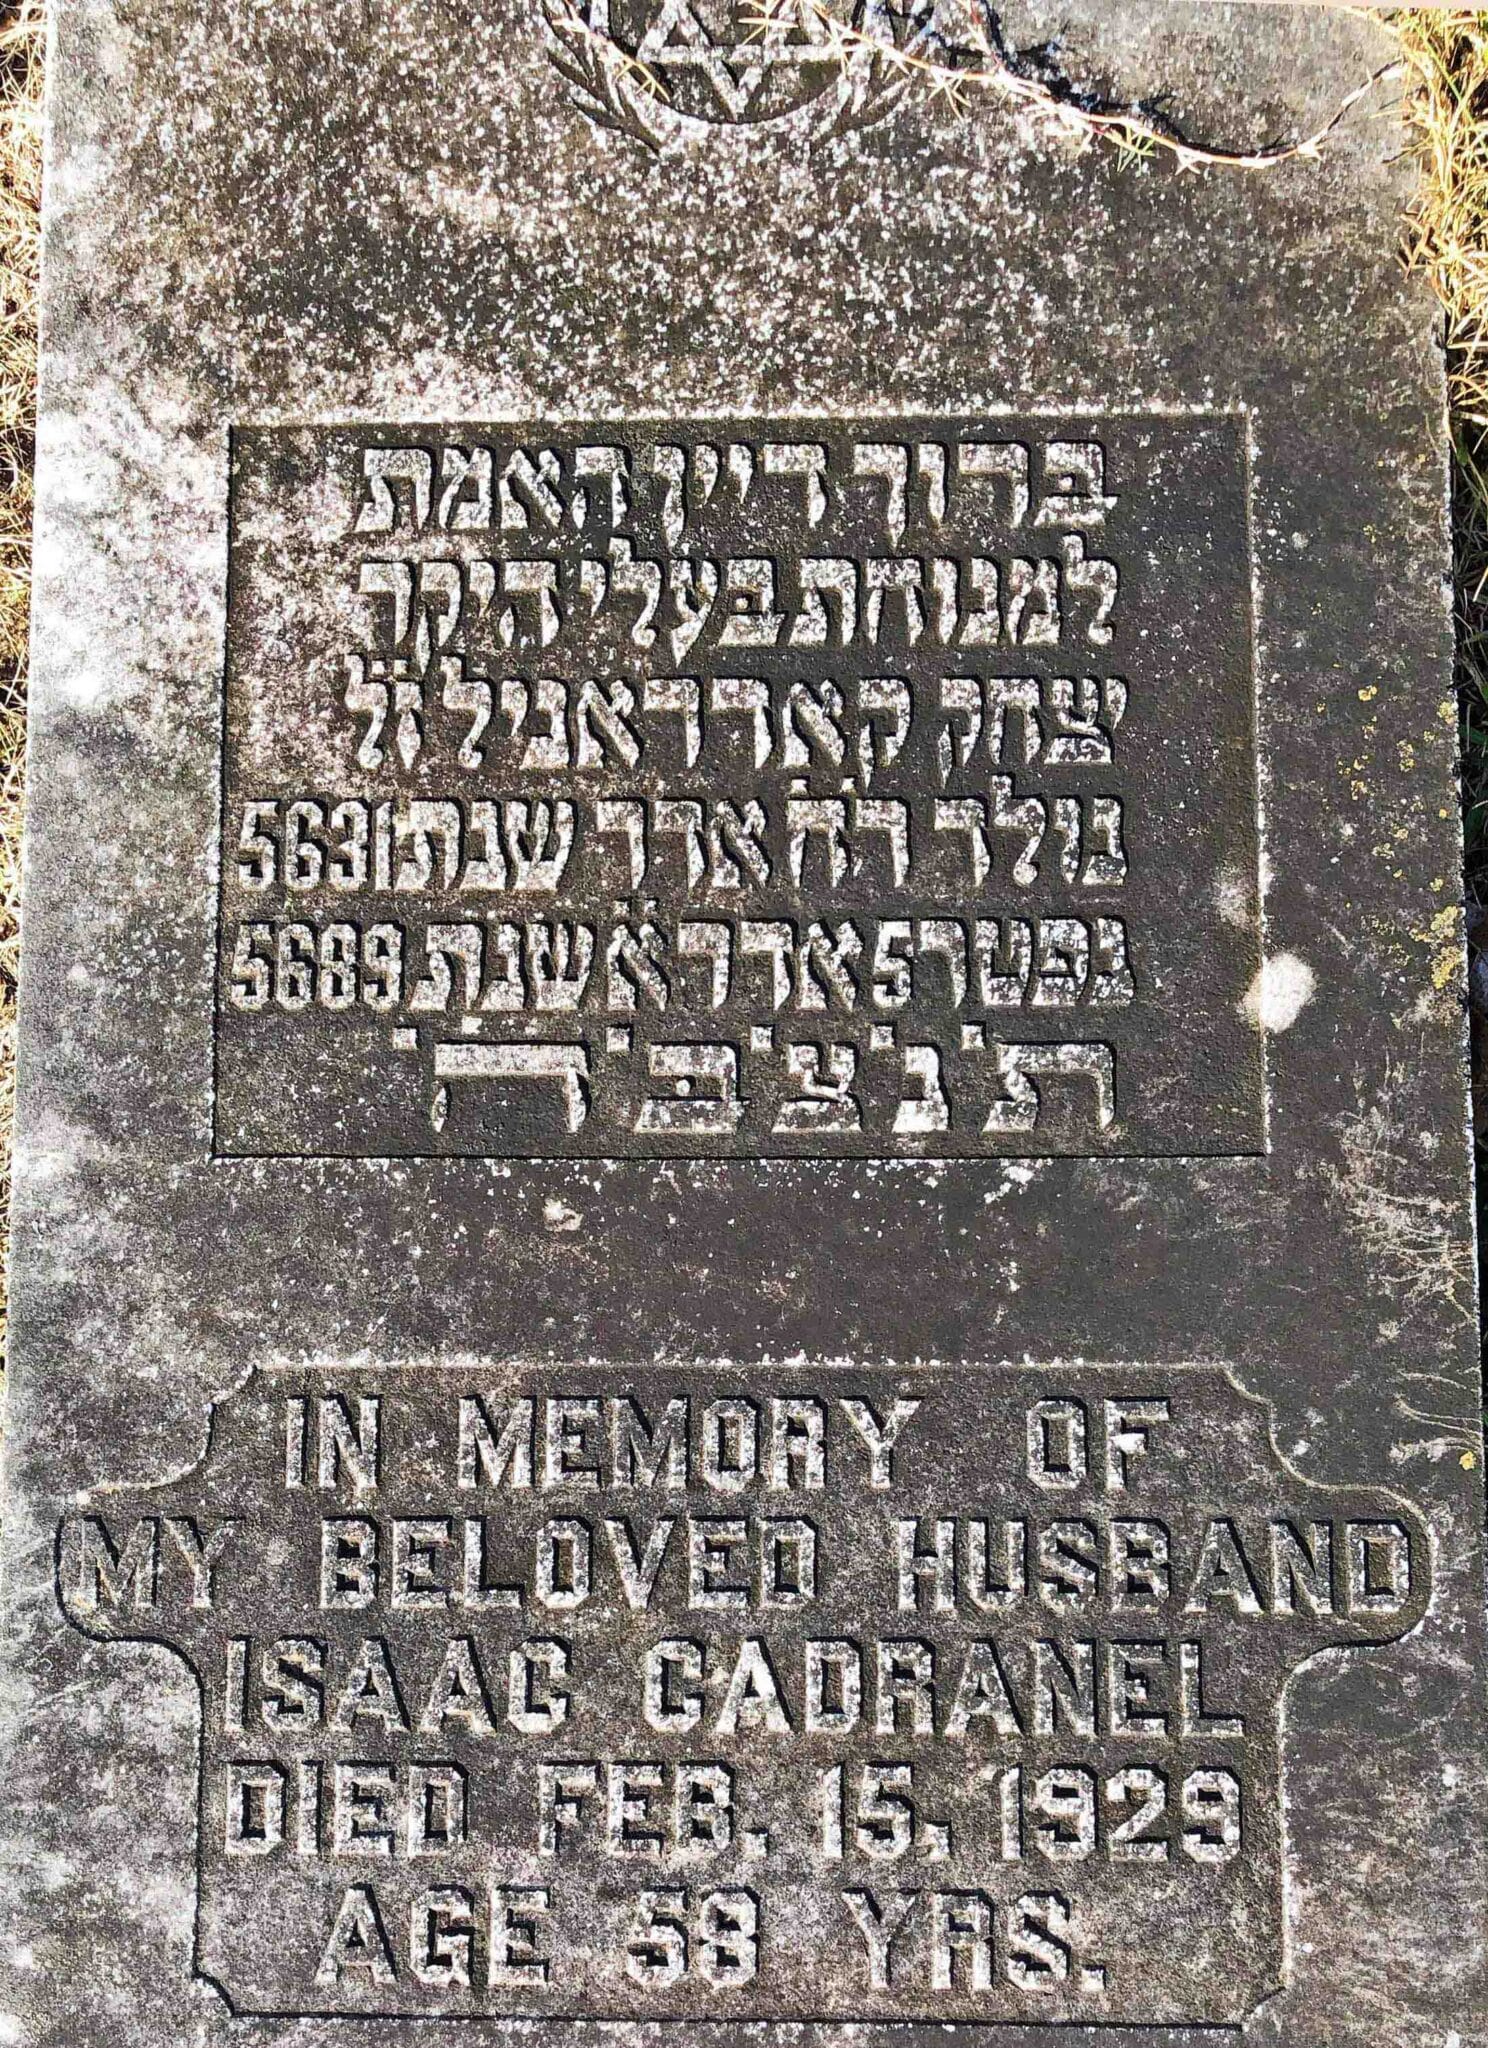 ברוך דיין האמת
למנוחת בעלי היקר
יצחק קאדראניל ז״ל
נולד ר״ח אדר שנת 5631
נפטר 5 אדר א׳ שנת 5689
ת׳ נ׳ צ׳ ב׳ ה׳
IN MEMORY OF
MY BELOVED HUSBAND
ISAAC CADRANEL
DIED FEB. 15, 1929
AGE 58 YRS.